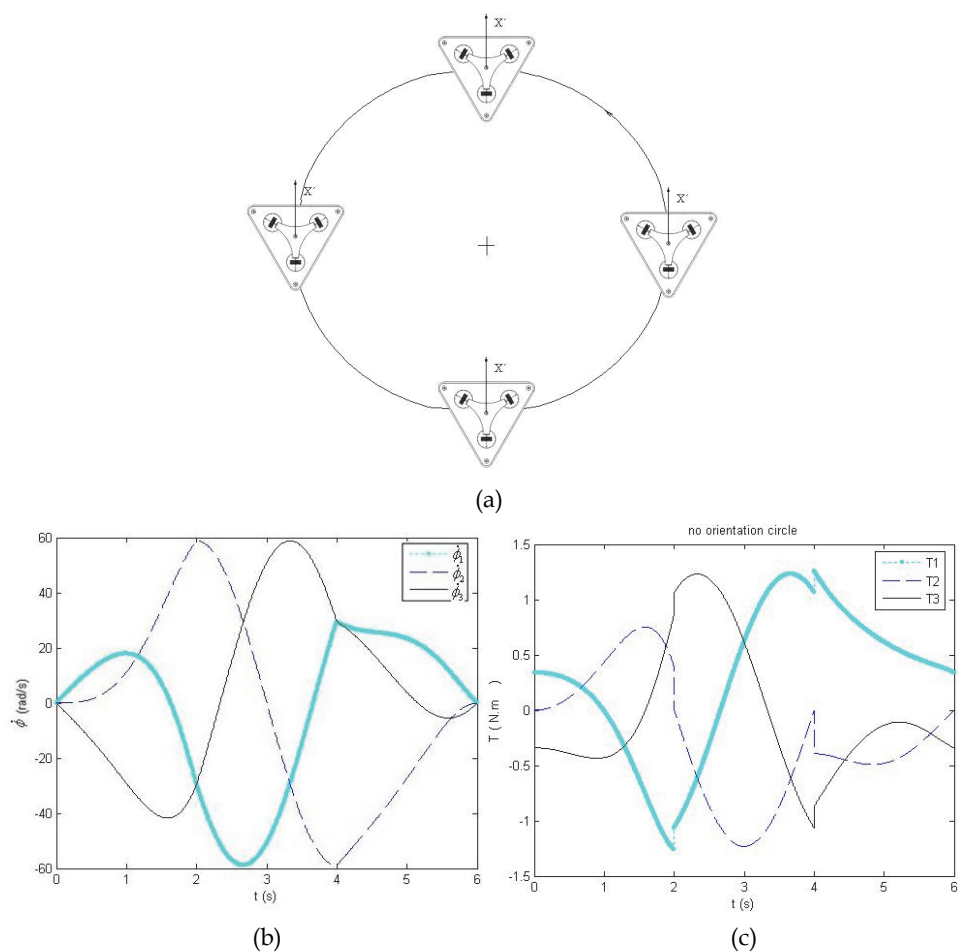 X'
X'
X'
X'
(a)
60
40
20
0
-20
-40
-60
0
1
2
3
4
5
6
φ̇ (rad/s)
t (s)
φ̇₁
φ̇₂
φ̇₃
(b)
no orientation circle
1.5
1
0.5
0
-0.5
-1
-1.5
0
1
2
3
4
5
6
T ( N.m )
t (s)
T1
T2
T3
(c)